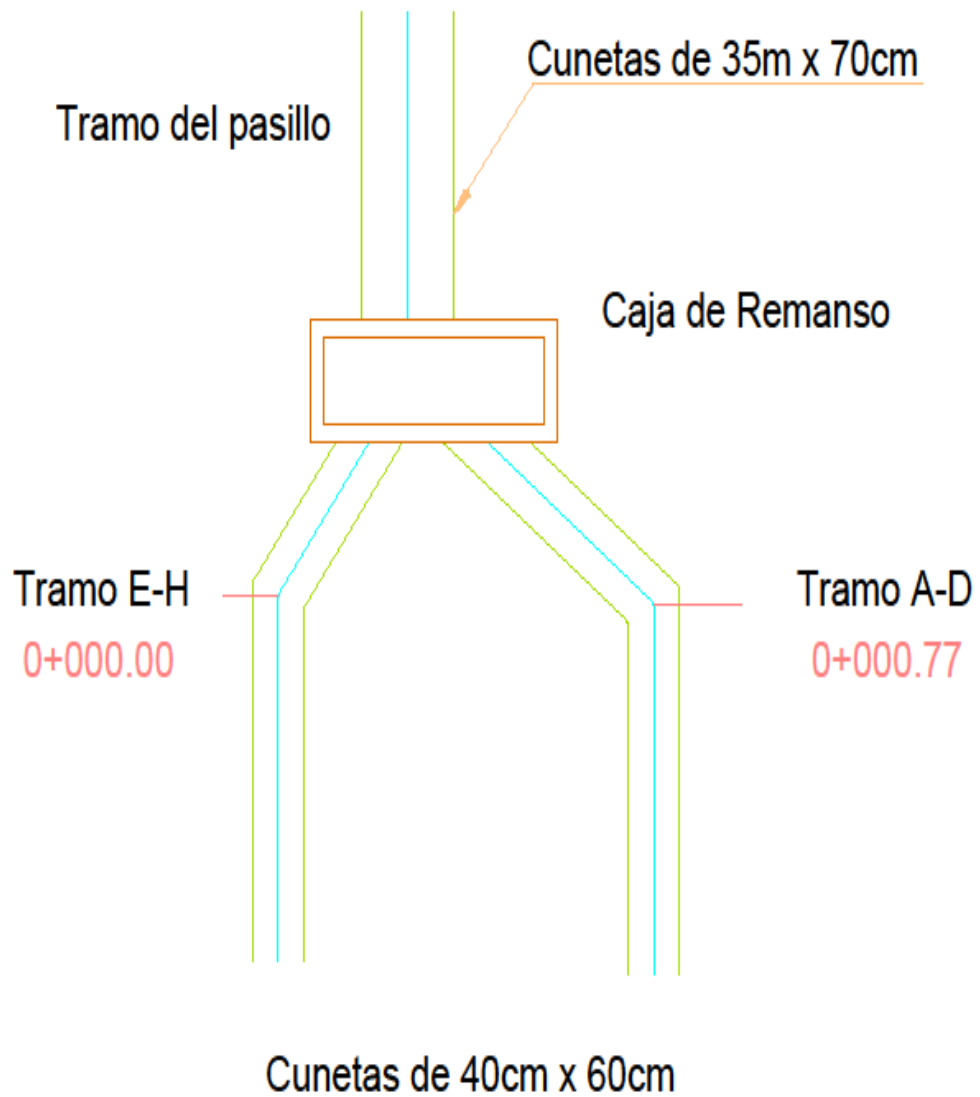 Cunetas de 35m x 70cm
Tramo del pasillo
Caja de Remanso
Tramo E-H
0+000.00
Tramo A-D
0+000.77
Cunetas de 40cm x 60cm